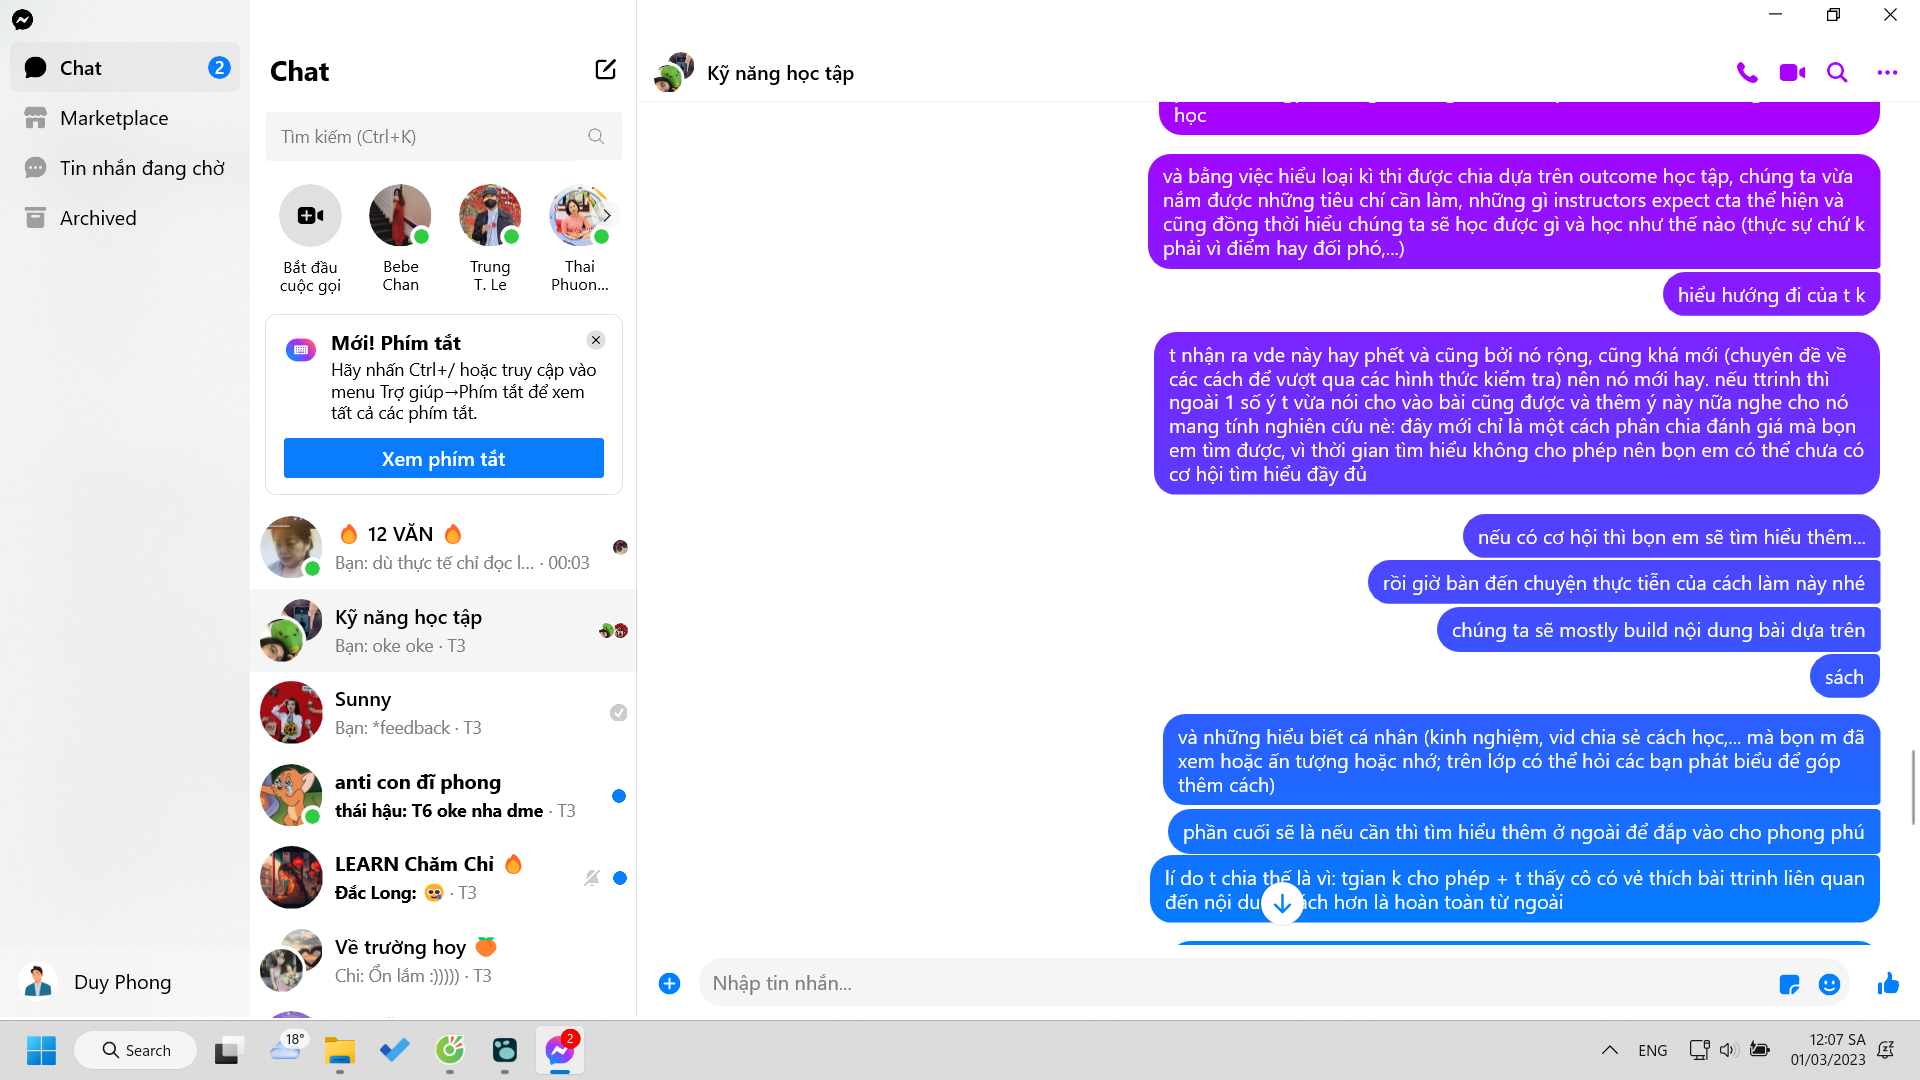 Chat
2
Marketplace
Tin nhắn đang chờ
Archived
Duy Phong
Chat
Tìm kiếm (Ctrl+K)
Bắt đầu
cuộc gọi
Bebe
Chan
Trung
T. Le
Thai
Phuon...
Mới! Phím tắt
Hãy nhấn Ctrl+/ hoặc truy cập vào
menu Trợ giúp→Phím tắt để xem
tất cả các phím tắt.
Xem phím tắt
🔥 12 VĂN 🔥
Bạn: dù thực tế chỉ đọc l... · 00:03
Kỹ năng học tập
Bạn: oke oke · T3
Sunny
Bạn: *feedback · T3
anti con đĩ phong
thái hậu: T6 oke nha dme · T3
LEARN Chăm Chỉ 🔥
Đắc Long: · T3
Về trường hoy 🍑
Chi: Ổn lắm :))))) · T3
Kỹ năng học tập
học
và bằng việc hiểu loại kì thi được chia dựa trên outcome học tập, chúng ta vừa
nắm được những tiêu chí cần làm, những gì instructors expect cta thể hiện và
cũng đồng thời hiểu chúng ta sẽ học được gì và học như thế nào (thực sự chứ k
phải vì điểm hay đối phó,...)
hiểu hướng đi của t k
t nhận ra vde này hay phết và cũng bởi nó rộng, cũng khá mới (chuyên đề về
các cách để vượt qua các hình thức kiểm tra) nên nó mới hay. nếu ttrinh thì
ngoài 1 số ý t vừa nói cho vào bài cũng được và thêm ý này nữa nghe cho nó
mang tính nghiên cứu nè: đây mới chỉ là một cách phân chia đánh giá mà bọn
em tìm được, vì thời gian tìm hiểu không cho phép nên bọn em có thể chưa có
cơ hội tìm hiểu đầy đủ
nếu có cơ hội thì bọn em sẽ tìm hiểu thêm...
rồi giờ bàn đến chuyện thực tiễn của cách làm này nhé
chúng ta sẽ mostly build nội dung bài dựa trên
sách
và những hiểu biết cá nhân (kinh nghiệm, vid chia sẻ cách học,... mà bọn m đã
xem hoặc ấn tượng hoặc nhớ; trên lớp có thể hỏi các bạn phát biểu để góp
thêm cách)
phần cuối sẽ là nếu cần thì tìm hiểu thêm ở ngoài để đắp vào cho phong phú
lí do t chia thế là vì: tgian k cho phép + t thấy cô có vẻ thích bài ttrinh liên quan
đến nội du ách hơn là hoàn toàn từ ngoài
Nhập tin nhắn...
Search
18°
2
ENG
12:07 SA
01/03/2023